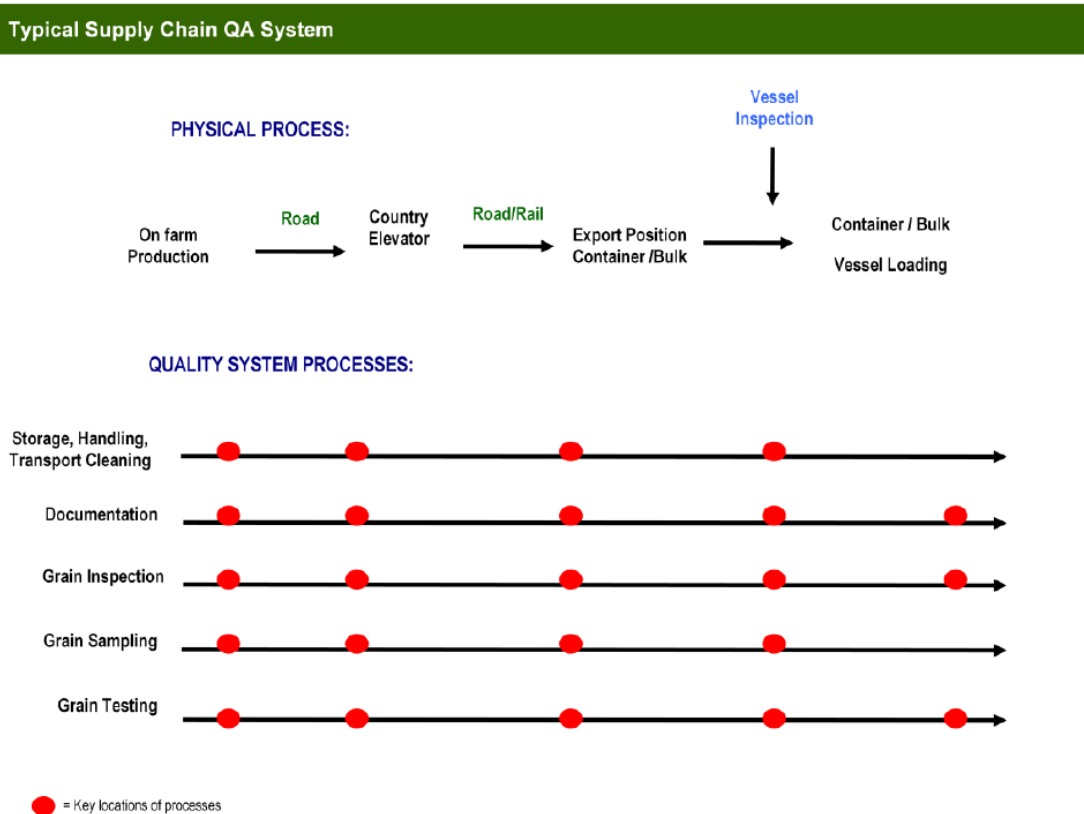 Typical Supply Chain QA System
Vessel
Inspection
PHYSICAL PROCESS:
On farm
Production
Road
Country
Elevator
Road/Rail
Export Position
Container /Bulk
Container / Bulk
Vessel Loading
QUALITY SYSTEM PROCESSES:
Storage, Handling,
Transport Cleaning
Documentation
Grain Inspection
Grain Sampling
Grain Testing
= Key locations of processes